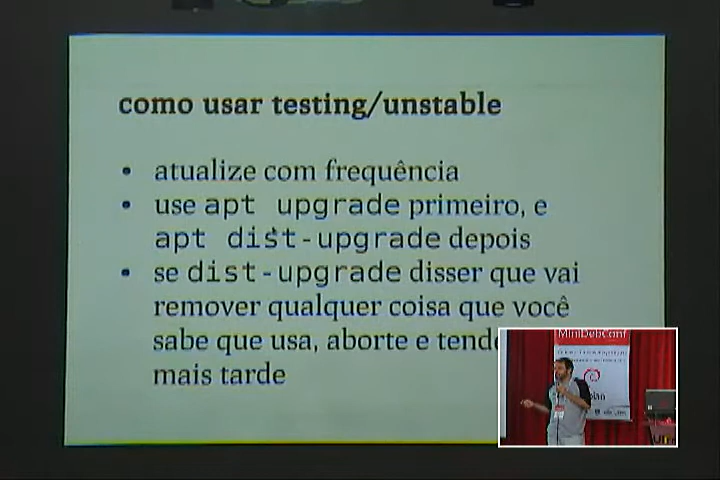 como usar testing/unstable
• atualize com frequência
• use apt upgrade primeiro, e
apt dist-upgrade depois
• se dist-upgrade disser que vai
remover qualquer coisa que você
sabe que usa, aborte e tende
mais tarde
MiniDebConf